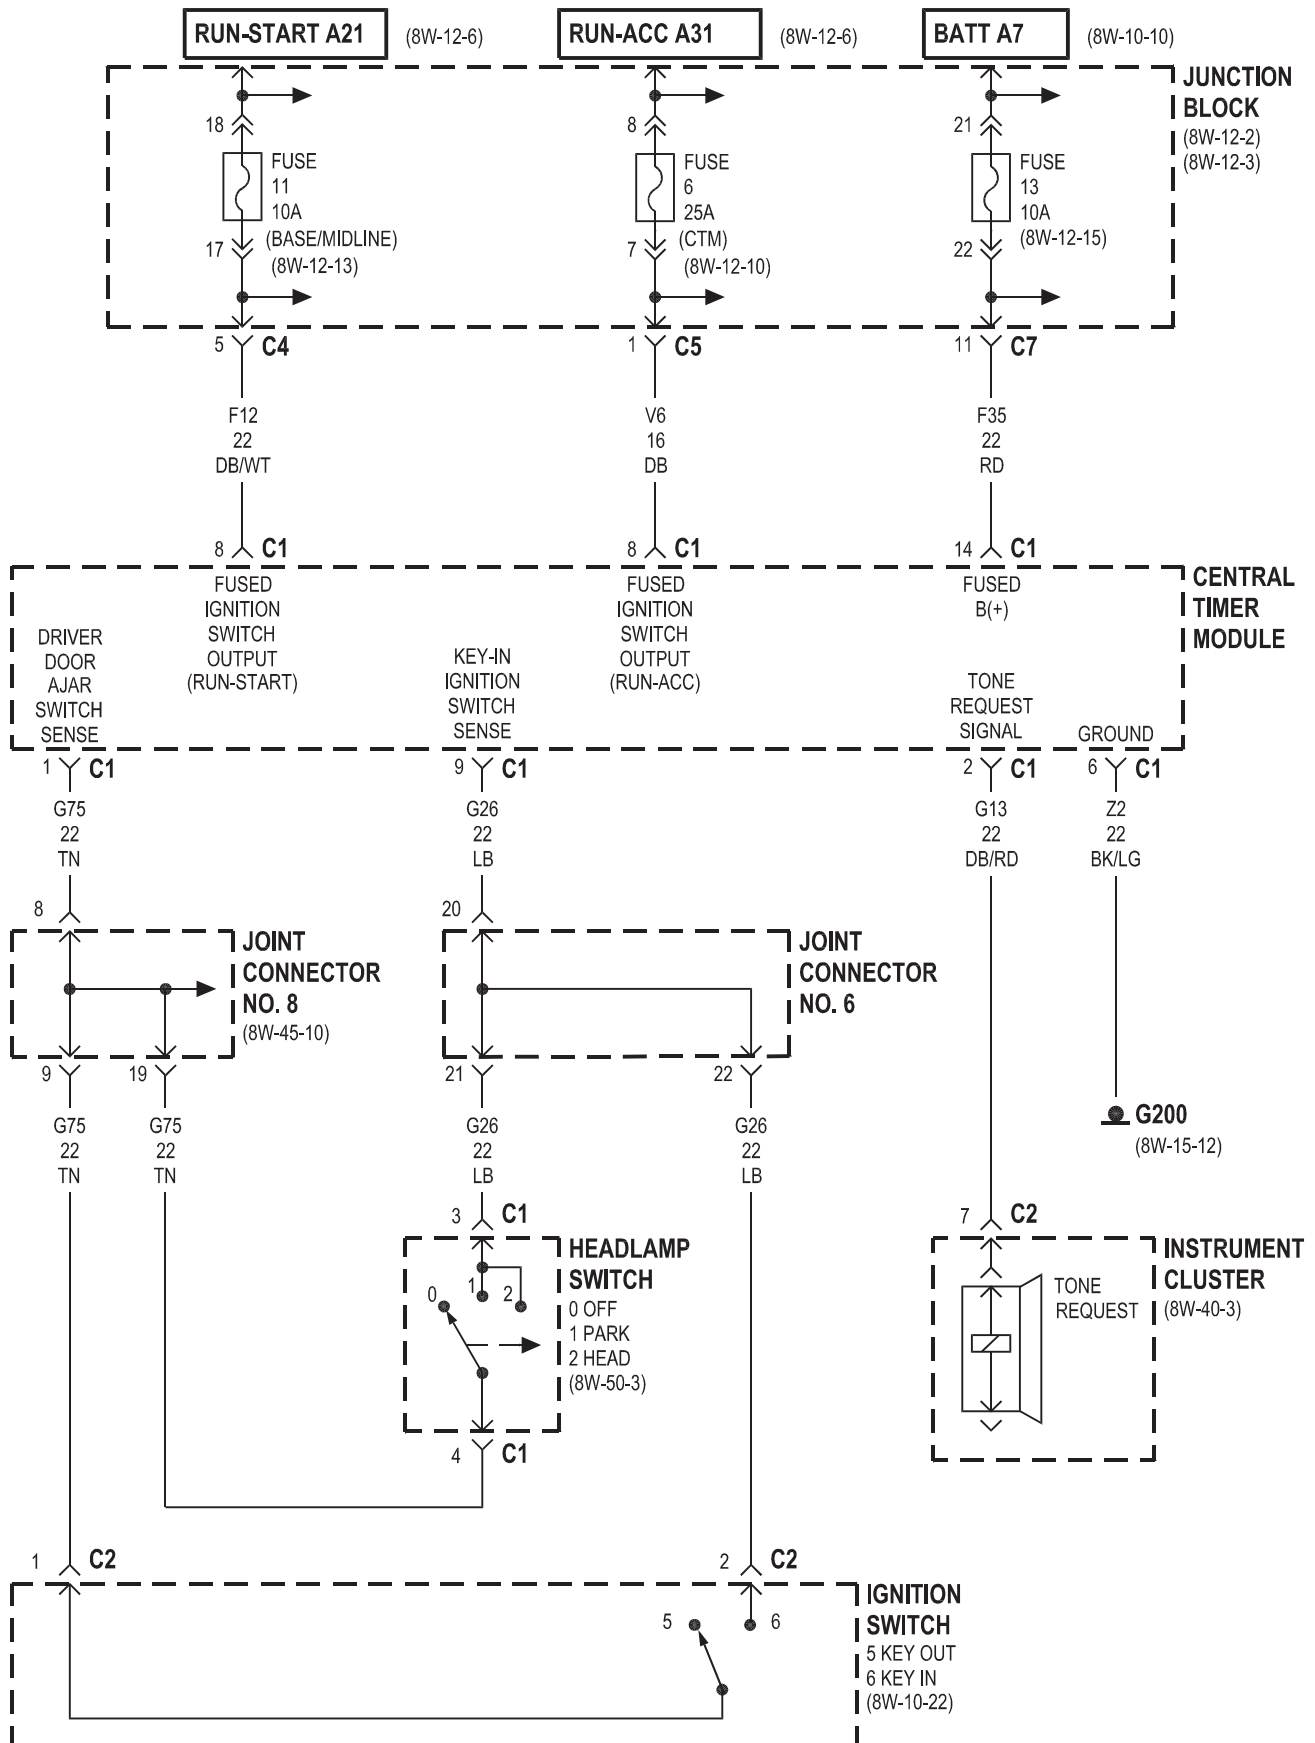 RUN-START A21 (8W-12-6)
RUN-ACC A31 (8W-12-6)
BATT A7 (8W-10-10)
JUNCTION
BLOCK
(8W-12-2)
(8W-12-3)
18
FUSE
11
10A
(BASE/MIDLINE)
(8W-12-13)
17
8
FUSE
6
25A
(CTM)
(8W-12-10)
7
21
FUSE
13
10A
(8W-12-15)
22
5 C4
1 C5
11 C7
F12
22
DB/WT
V6
16
DB
F35
22
RD
8 C1
8 C1
14 C1
CENTRAL
TIMER
MODULE
DRIVER
DOOR
AJAR
SWITCH
SENSE
FUSED
IGNITION
SWITCH
OUTPUT
(RUN-START)
KEY-IN
IGNITION
SWITCH
SENSE
FUSED
IGNITION
SWITCH
OUTPUT
(RUN-ACC)
FUSED
B(+)
TONE
REQUEST
SIGNAL
GROUND
1 C1
9 C1
2 C1
6 C1
G75
22
TN
G26
22
LB
G13
22
DB/RD
Z2
22
BK/LG
8
20
JOINT
CONNECTOR
NO. 8
(8W-45-10)
JOINT
CONNECTOR
NO. 6
9
19
21
22
G75
22
TN
G75
22
TN
G26
22
LB
G26
22
LB
G200
(8W-15-12)
3 C1
7 C2
HEADLAMP
SWITCH
0 OFF
1 PARK
2 HEAD
(8W-50-3)
0
1
2
4 C1
INSTRUMENT
CLUSTER
(8W-40-3)
TONE
REQUEST
1 C2
2 C2
IGNITION
SWITCH
5 KEY OUT
6 KEY IN
(8W-10-22)
5
6